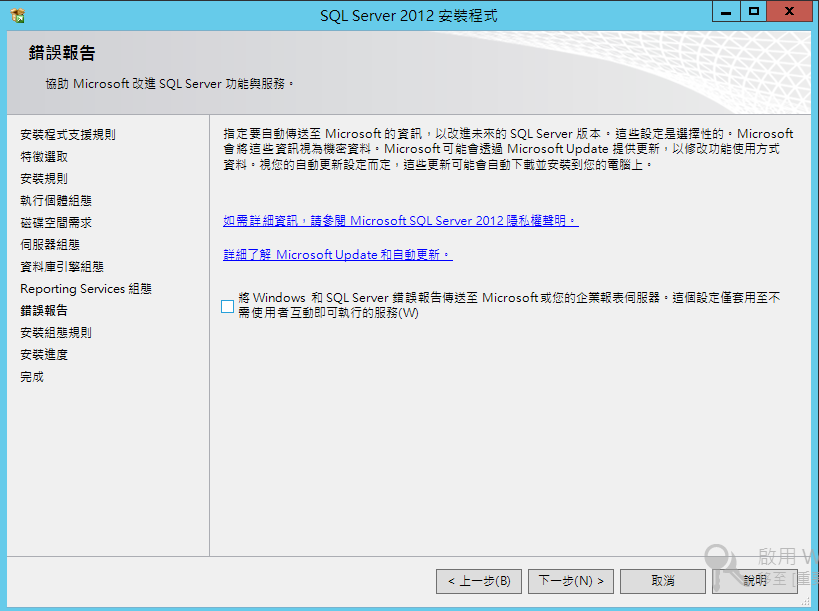 SQL Server 2012 安裝程式
錯誤報告
協助 Microsoft 改進 SQL Server 功能與服務。
安裝程式支援規則
特徵選取
安裝規則
執行個體組態
磁碟空間需求
伺服器組態
資料庫引擎組態
Reporting Services 組態
錯誤報告
安裝組態規則
安裝進度
完成
指定要自動傳送至 Microsoft 的資訊，以改進未來的 SQL Server 版本。這些設定是選擇性的。Microsoft
會將這些資訊視為機密資料。Microsoft 可能會透過 Microsoft Update 提供更新，以修改功能使用方式
資料。視您的自動更新設定而定，這些更新可能會自動下載並安裝到您的電腦上。
如需詳細資訊，請參閱 Microsoft SQL Server 2012 隱私權聲明。
詳細了解 Microsoft Update 和自動更新。
將 Windows 和 SQL Server 錯誤報告傳送至 Microsoft 或您的企業報表伺服器。這個設定僅套用至不
需使用者互動即可執行的服務(W)
啟用 W
移至 [重
< 上一步(B)
下一步(N) >
取消
說明